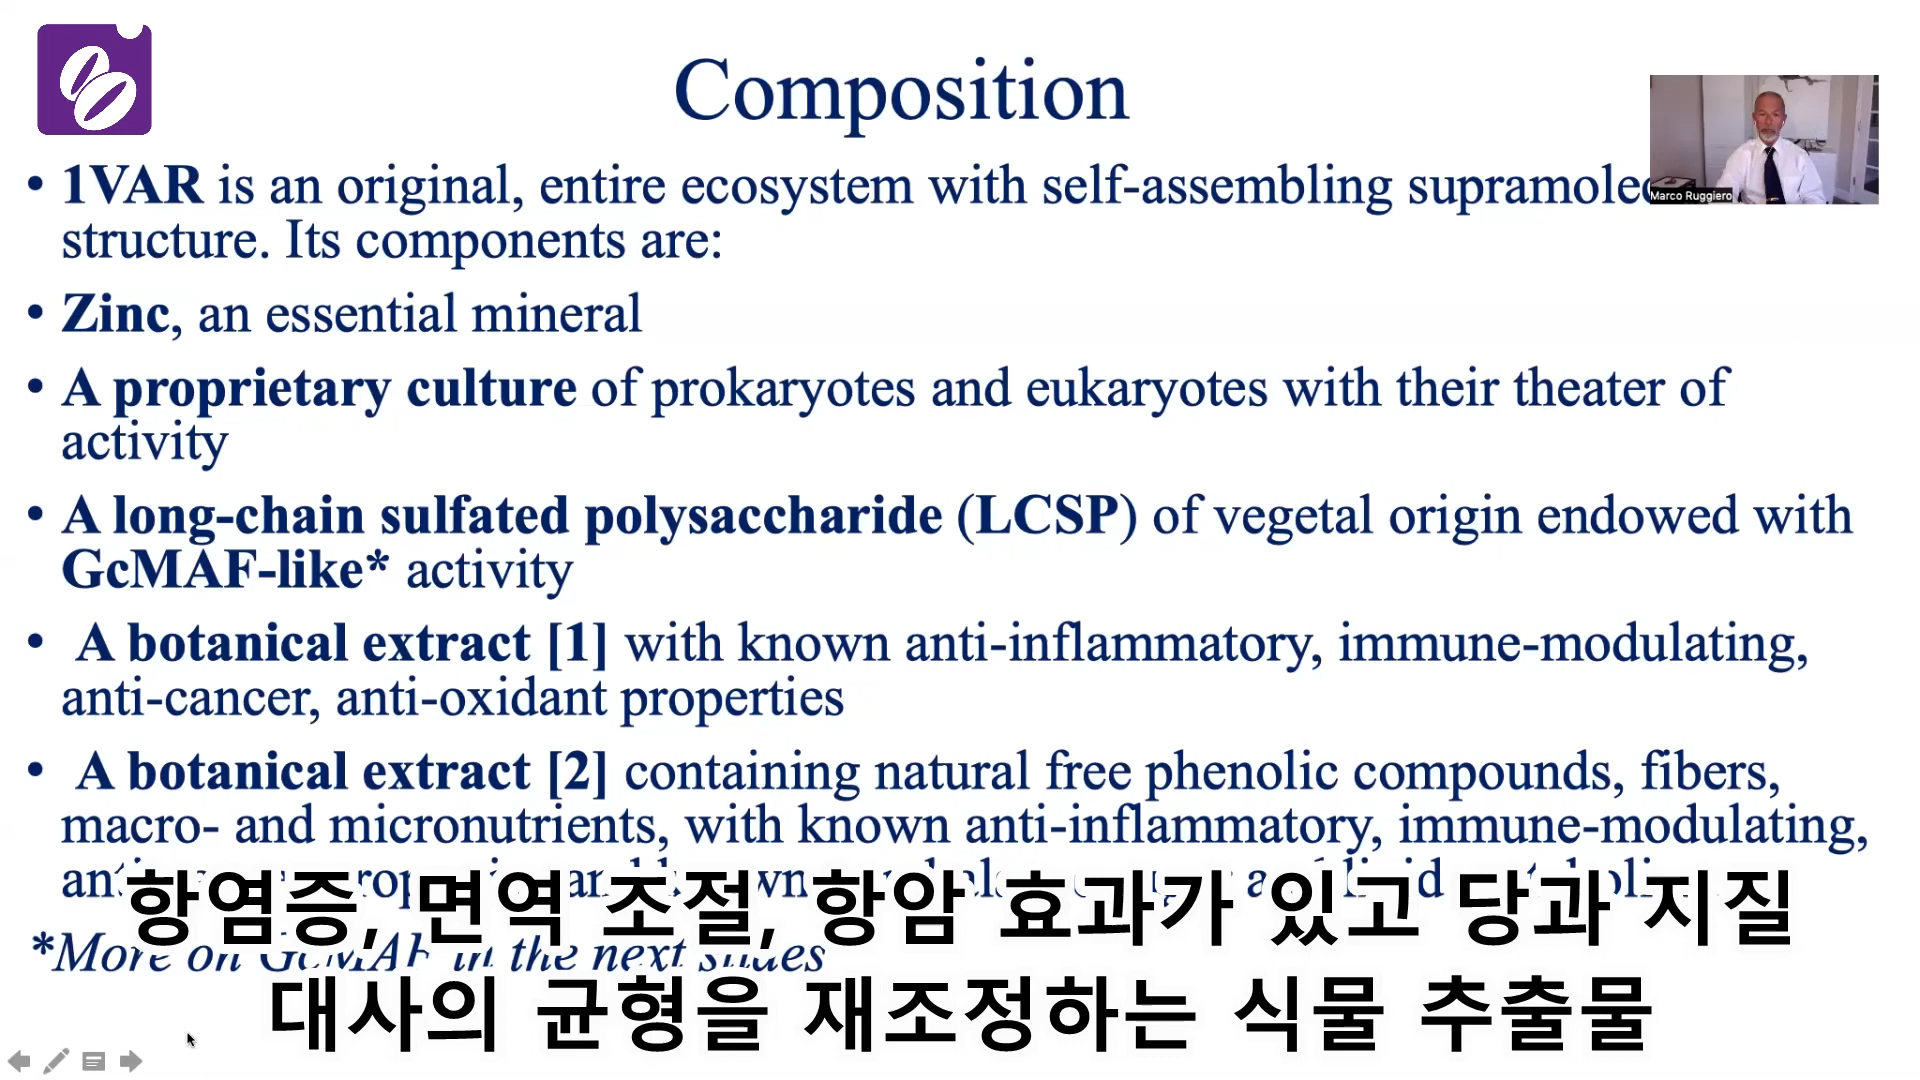 Composition
• 1VAR is an original, entire ecosystem with self-assembling
Marco Ruggiero
structure. Its components are:
• Zinc, an essential mineral
• A proprietary culture of prokaryotes and eukaryotes with their theater of
activity
• A long-chain sulfated polysaccharide (LCSP) of vegetal origin endowed with
GcMAF-like* activity
• A botanical extract [1] with known anti-inflammatory, immune-modulating,
anti-cancer, anti-oxidant properties
• A botanical extract [2] containing natural free phenolic compounds, fibers,
macro- and micronutrients, with known anti-inflammatory, immune-modulating,
*More on GcMAF in the next slides
항염증, 면역 조절, 항암 효과가 있고 당과 지질
대사의 균형을 재조정하는 식물 추출물